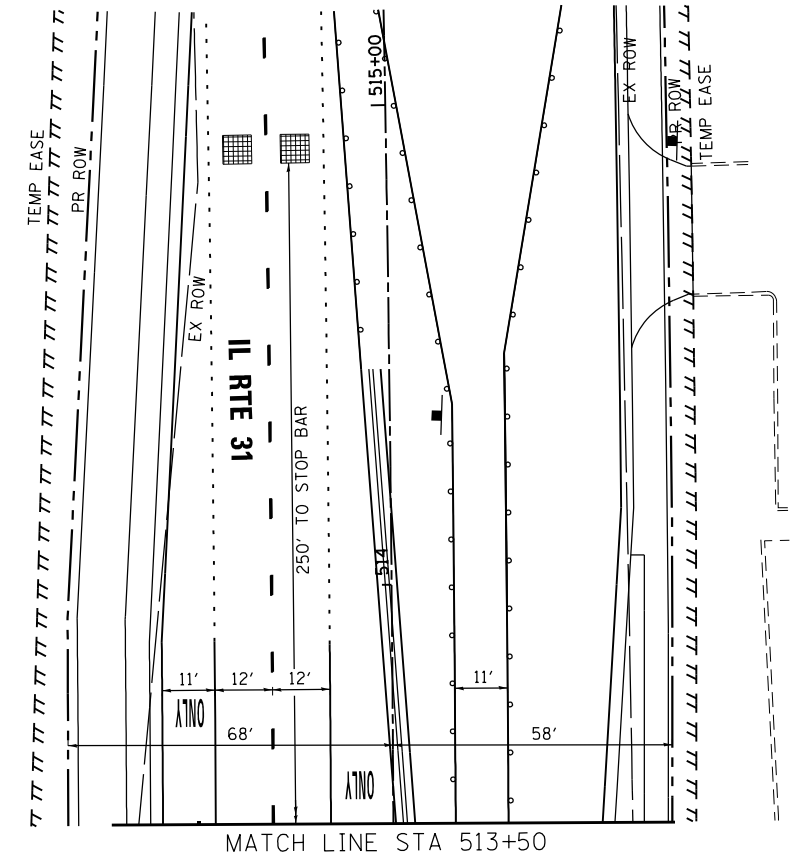 515+00
EX ROW
PR ROW
TEMP EASE
TEMP EASE
PR ROW
EX ROW
IL RTE 31
250' TO STOP BAR
514
11'
12'
12'
11'
ONLY
68'
58'
ONLY
MATCH LINE STA 513+50